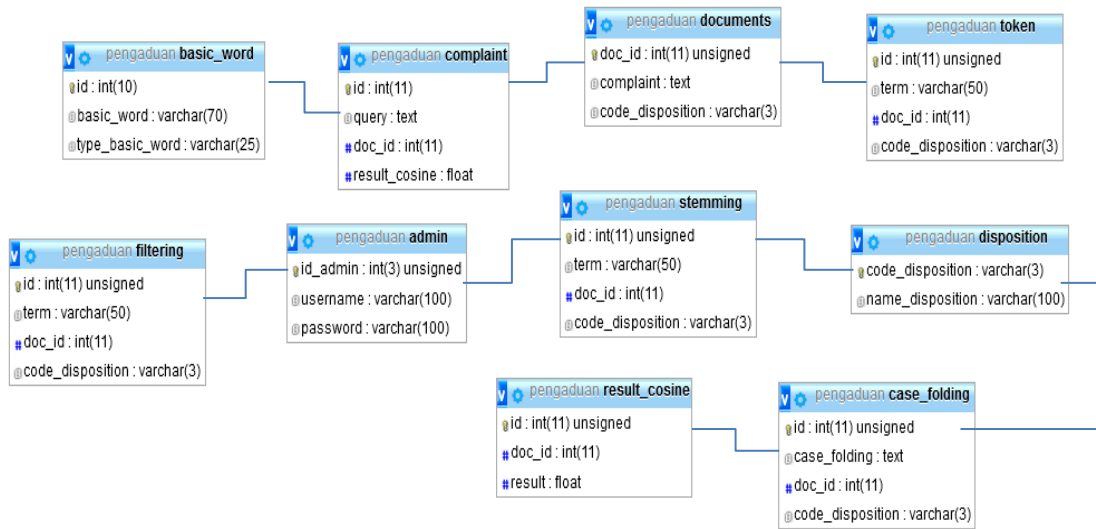 pengaduan basic_word
id : int(10)
basic_word : varchar(70)
type_basic_word : varchar(25)
pengaduan complaint
id : int(11)
query : text
# doc_id : int(11)
# result_cosine : float
pengaduan documents
doc_id : int(11) unsigned
complaint : text
code_disposition : varchar(3)
pengaduan token
id : int(11) unsigned
term : varchar(50)
# doc_id : int(11)
code_disposition : varchar(3)
pengaduan filtering
id : int(11) unsigned
term : varchar(50)
# doc_id : int(11)
code_disposition : varchar(3)
pengaduan admin
id_admin : int(3) unsigned
username : varchar(100)
password : varchar(100)
pengaduan stemming
id : int(11) unsigned
term : varchar(50)
# doc_id : int(11)
code_disposition : varchar(3)
pengaduan disposition
code_disposition : varchar(3)
name_disposition : varchar(100)
pengaduan result_cosine
id : int(11) unsigned
# doc_id : int(11)
# result : float
pengaduan case_folding
id : int(11) unsigned
case_folding : text
# doc_id : int(11)
code_disposition : varchar(3)